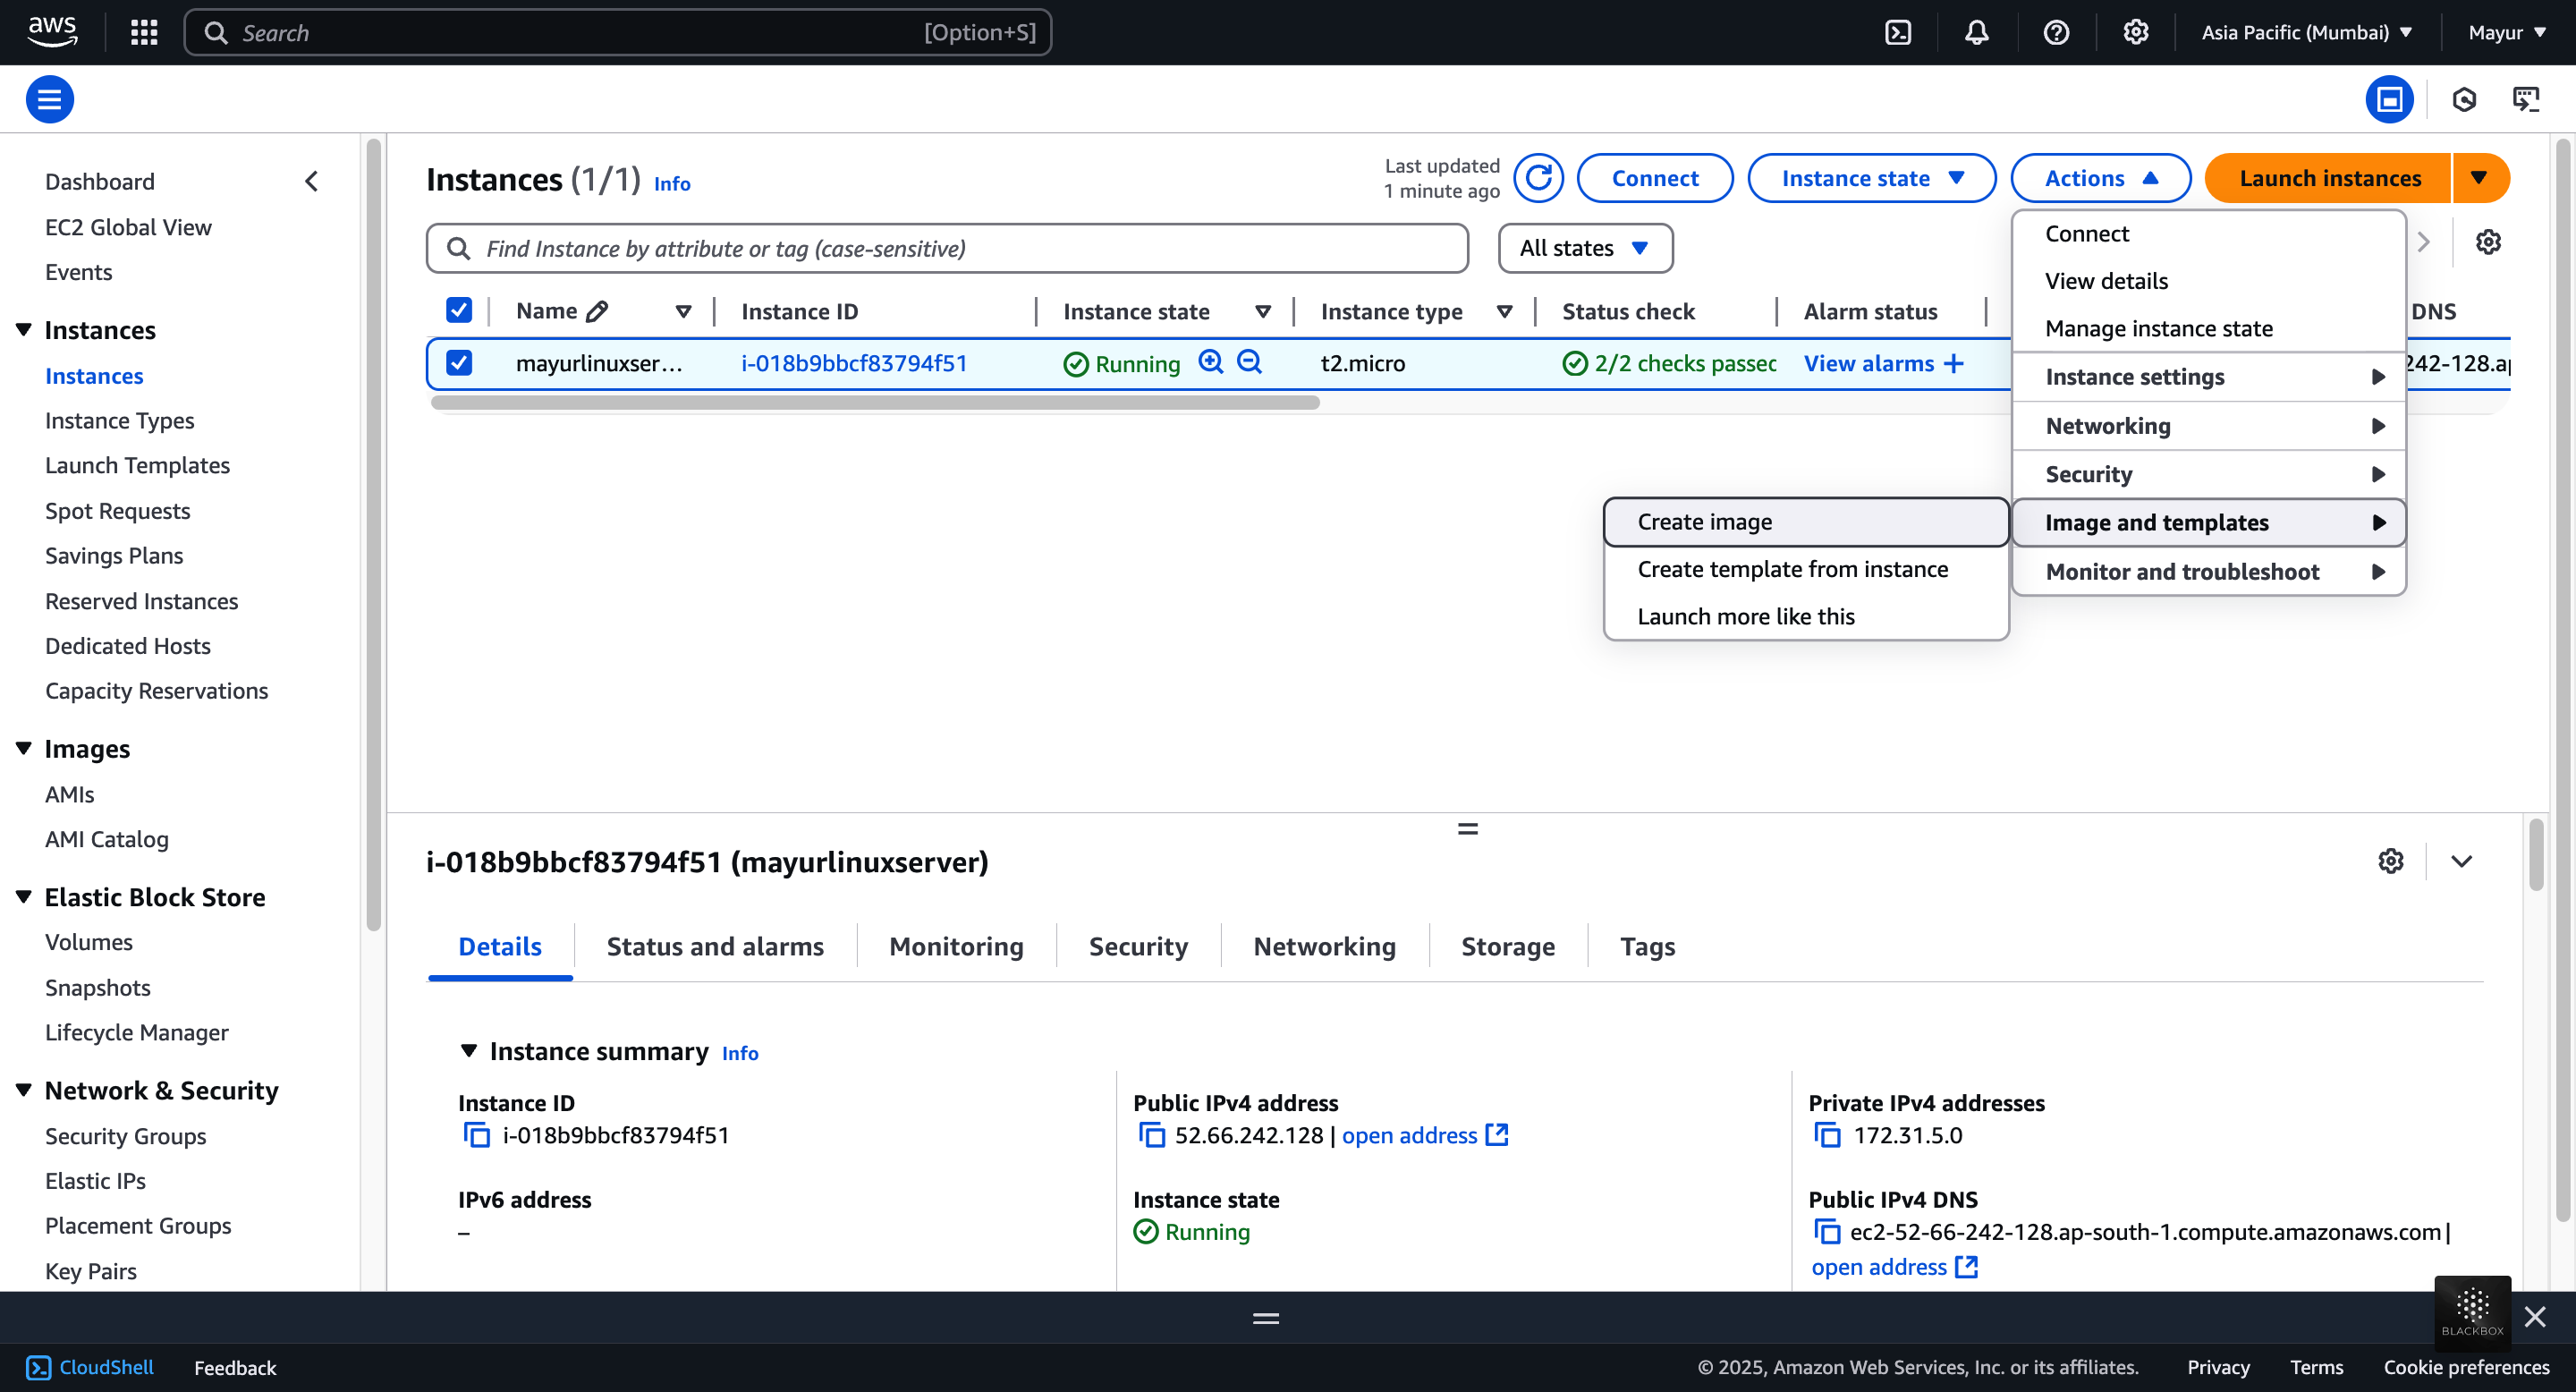 aws
Search [Option+S]
Asia Pacific (Mumbai)
Mayur
Dashboard
EC2 Global View
Events
Instances
Instances
Instance Types
Launch Templates
Spot Requests
Savings Plans
Reserved Instances
Dedicated Hosts
Capacity Reservations
Images
AMIs
AMI Catalog
Elastic Block Store
Volumes
Snapshots
Lifecycle Manager
Network & Security
Security Groups
Elastic IPs
Placement Groups
Key Pairs
Instances (1/1) Info
Last updated
1 minute ago
Connect
Instance state
Actions
Launch instances
Find Instance by attribute or tag (case-sensitive)
All states
Name Instance ID Instance state Instance type Status check Alarm status DNS
mayurlinuxser... i-018b9bbcf83794f51 Running t2.micro 2/2 checks passec View alarms + 242-128.ap
Connect
View details
Manage instance state
Instance settings
Networking
Security
Image and templates
Monitor and troubleshoot
Create image
Create template from instance
Launch more like this
i-018b9bbcf83794f51 (mayurlinuxserver)
Details Status and alarms Monitoring Security Networking Storage Tags
Instance summary Info
Instance ID
i-018b9bbcf83794f51
Public IPv4 address
52.66.242.128 | open address
Private IPv4 addresses
172.31.5.0
IPv6 address
–
Instance state
Running
Public IPv4 DNS
ec2-52-66-242-128.ap-south-1.compute.amazonaws.com |
open address
BLACKBOX
CloudShell Feedback
© 2025, Amazon Web Services, Inc. or its affiliates. Privacy Terms Cookie preferences